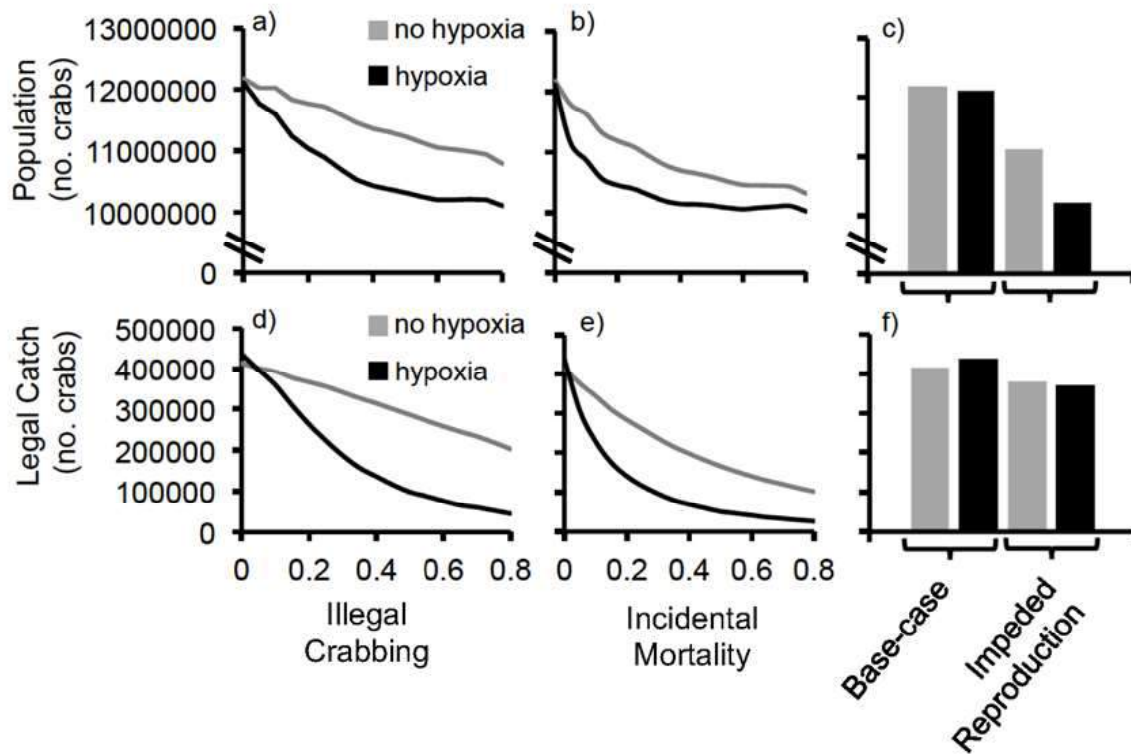 a)
b)
c)
no hypoxia
hypoxia
Population
(no. crabs)
13000000
12000000
11000000
10000000
0
d)
e)
f)
no hypoxia
hypoxia
Legal Catch
(no. crabs)
500000
400000
300000
200000
100000
0
0 0.2 0.4 0.6 0.8
0 0.2 0.4 0.6 0.8
Illegal
Crabbing
Incidental
Mortality
Base-case
Impeded
Reproduction